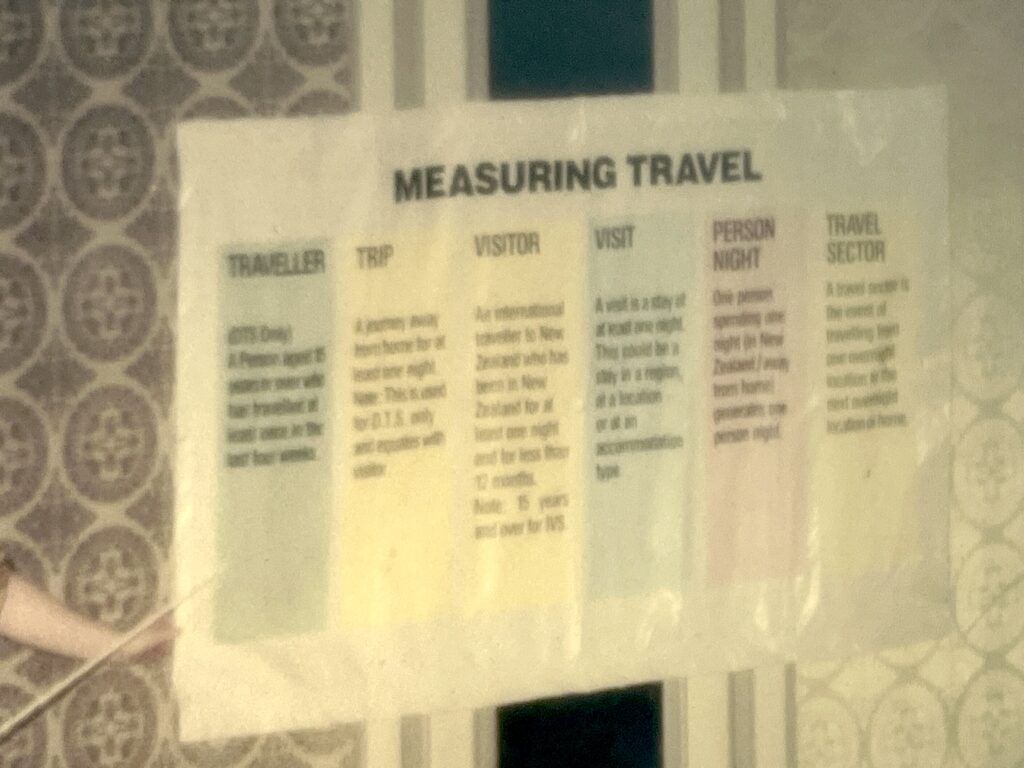 MEASURING TRAVEL
TRAVELLER
(DTS Only)
A Person aged 15
years or over who
has travelled at
least once in the
last four weeks.
TRIP
A journey away
from home for at
least one night.
Note: This is used
for D.T.S. only
and equates with
visitor.
VISITOR
An international
traveller to New
Zealand who has
been in New
Zealand for at
least one night
and for less than
12 months.
Note: 15 years
and over for IVS.
VISIT
A visit is a stay of
at least one night.
This could be a
stay in a region,
at a location
or at an
accommodation
type.
PERSON
NIGHT
One person
spending one
night (in New
Zealand / away
from home)
generates one
person night.
TRAVEL
SECTOR
A travel sector is
the event of
travelling from
one overnight
location to the
next overnight
location or home.